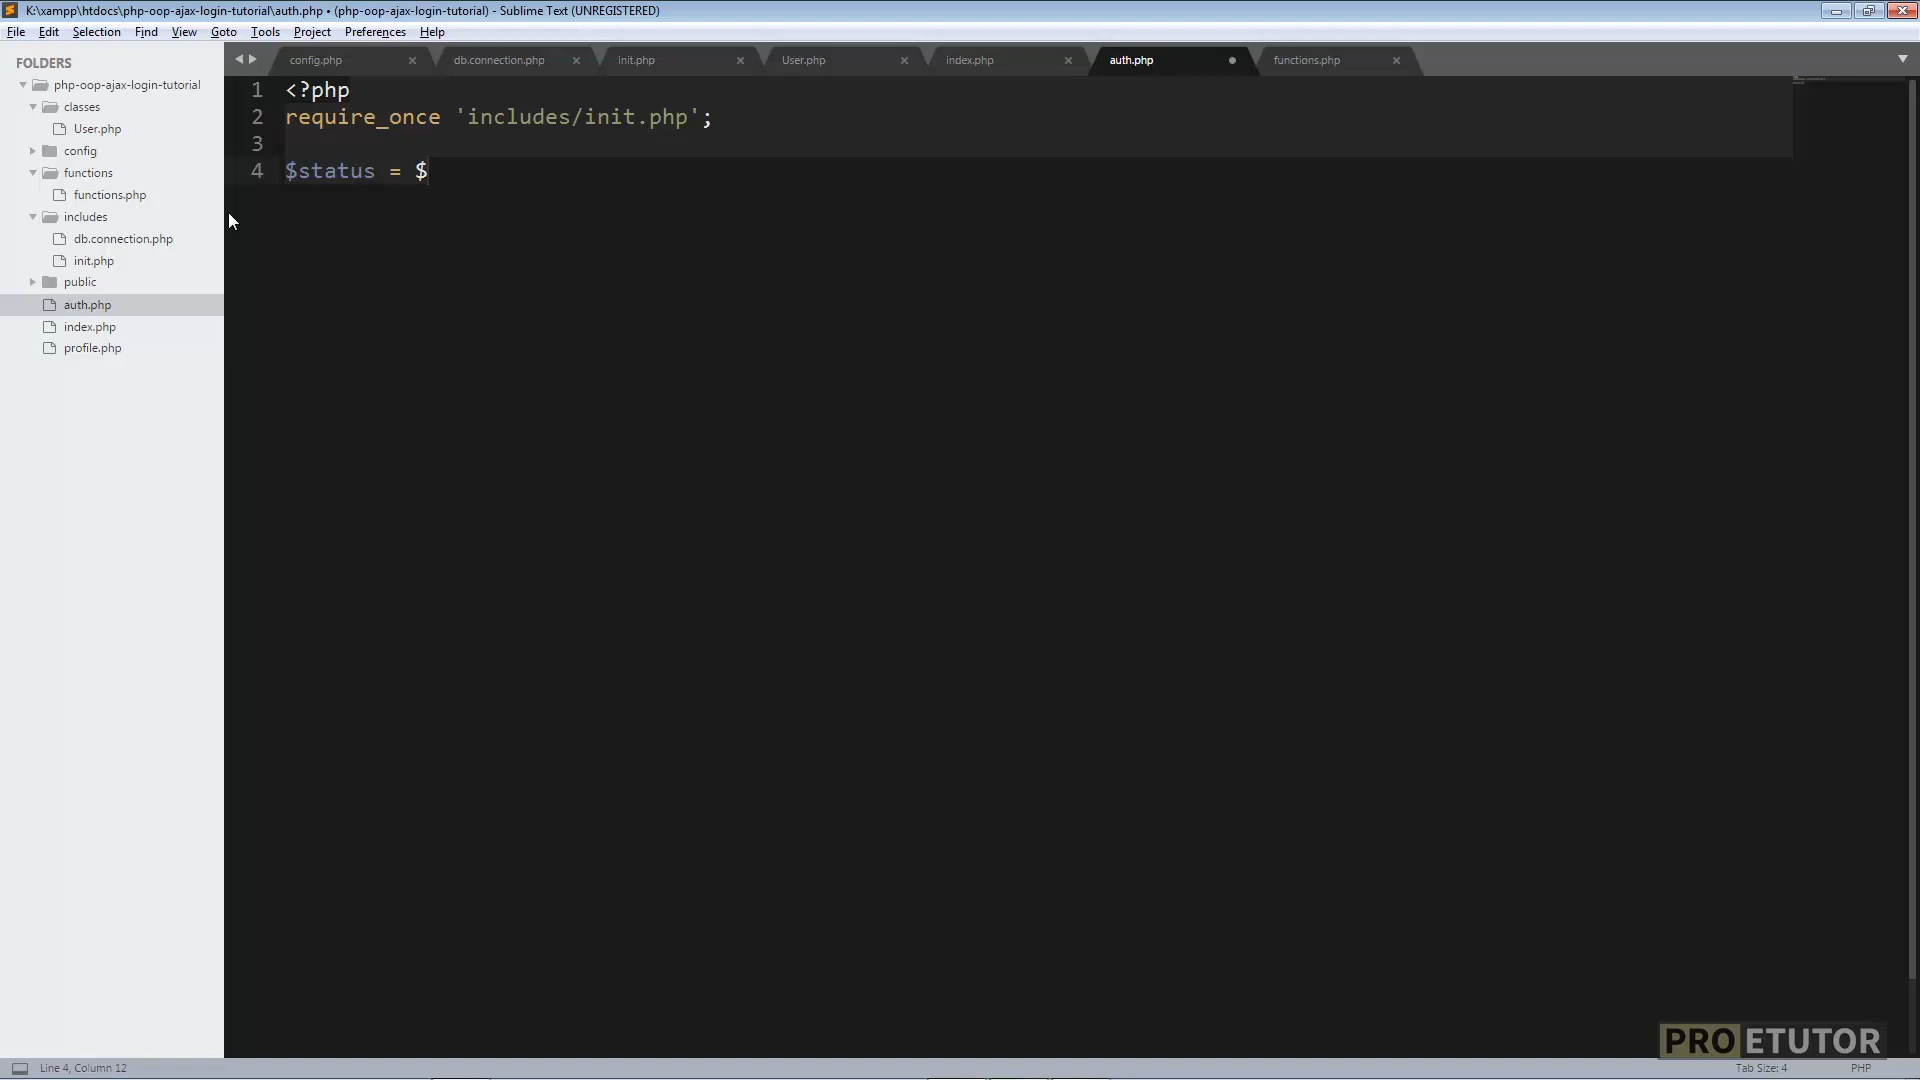 K:\xampp\htdocs\php-oop-ajax-login-tutorial\auth.php • (php-oop-ajax-login-tutorial) - Sublime Text (UNREGISTERED)
File Edit Selection Find View Goto Tools Project Preferences Help
FOLDERS
php-oop-ajax-login-tutorial
classes
User.php
config
functions
functions.php
includes
db.connection.php
init.php
public
auth.php
index.php
profile.php
config.php db.connection.php init.php User.php index.php auth.php functions.php
1 <?php
2 require_once 'includes/init.php';
3
4 $status = $
PROETUTOR
Line 4, Column 12 Tab Size: 4 PHP